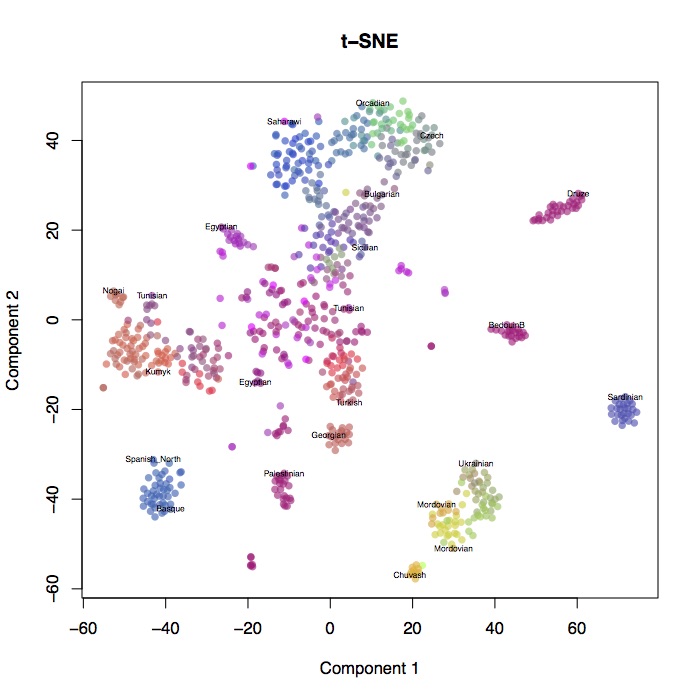 t−SNE
Orcadian
Saharawi
Czech
Bulgarian
Druze
Egyptian
Sicilian
Nogai
Tunisian
Tunisian
BedouinB
Kumyk
Egyptian
Turkish
Sardinian
Georgian
Spanish_North
Ukrainian
Palestinian
Basque
Mordovian
Mordovian
Chuvash
40
20
0
−20
−40
−60
Component 2
−60 −40 −20 0 20 40 60
Component 1